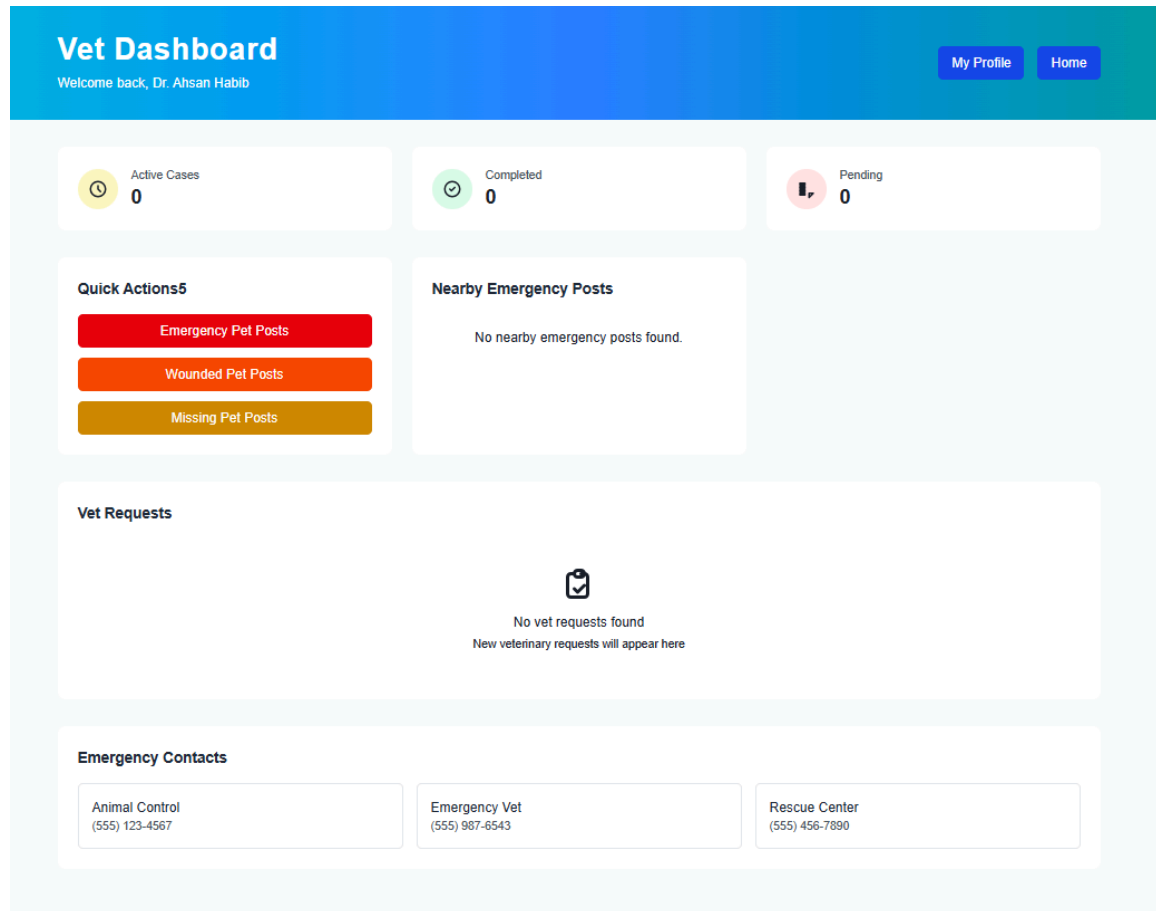 Vet Dashboard
Welcome back, Dr. Ahsan Habib
My Profile
Home
Active Cases
0
Completed
0
Pending
0
Quick Actions5
Emergency Pet Posts
Wounded Pet Posts
Missing Pet Posts
Nearby Emergency Posts
No nearby emergency posts found.
Vet Requests
No vet requests found
New veterinary requests will appear here
Emergency Contacts
Animal Control
(555) 123-4567
Emergency Vet
(555) 987-6543
Rescue Center
(555) 456-7890